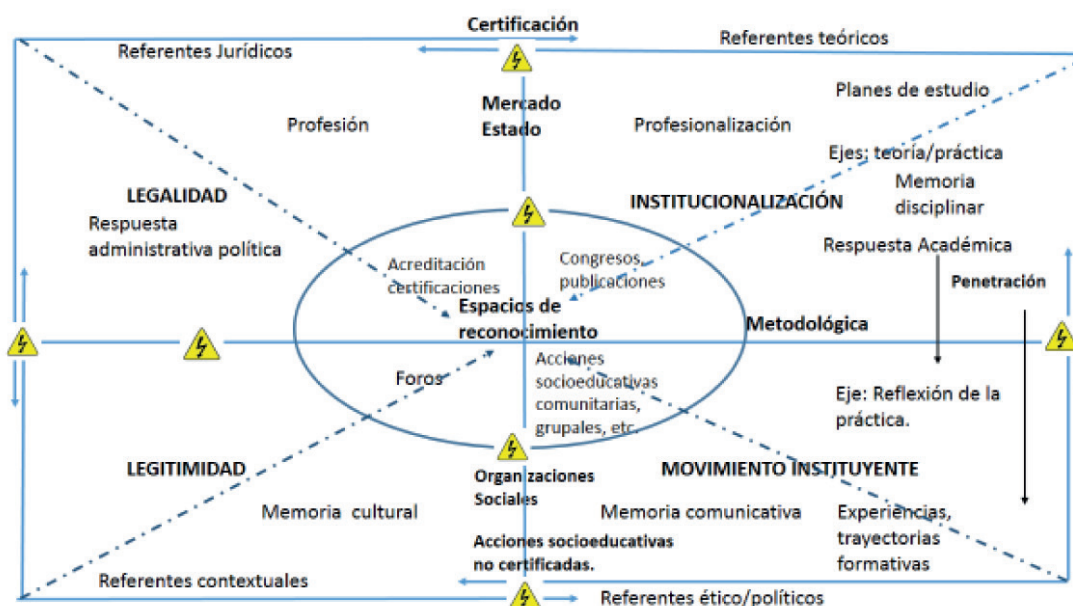 Certificación
Referentes Jurídicos
Referentes teóricos
Planes de estudio
Mercado
Estado
Profesión
Profesionalización
Ejes: teoría/práctica
Memoria
disciplinar
LEGALIDAD
INSTITUCIONALIZACIÓN
Respuesta
administrativa política
Respuesta Académica
Acreditación
certificaciones
Congresos,
publicaciones
Penetración
Espacios de
reconocimiento
Metodológica
Foros
Acciones
socioeducativas
comunitarias,
grupales, etc.
Eje: Reflexión de la
práctica.
LEGITIMIDAD
MOVIMIENTO INSTITUYENTE
Organizaciones
Sociales
Memoria cultural
Memoria comunicativa
Experiencias,
trayectorias
formativas
Acciones socioeducativas
no certificadas.
Referentes contextuales
Referentes ético/políticos